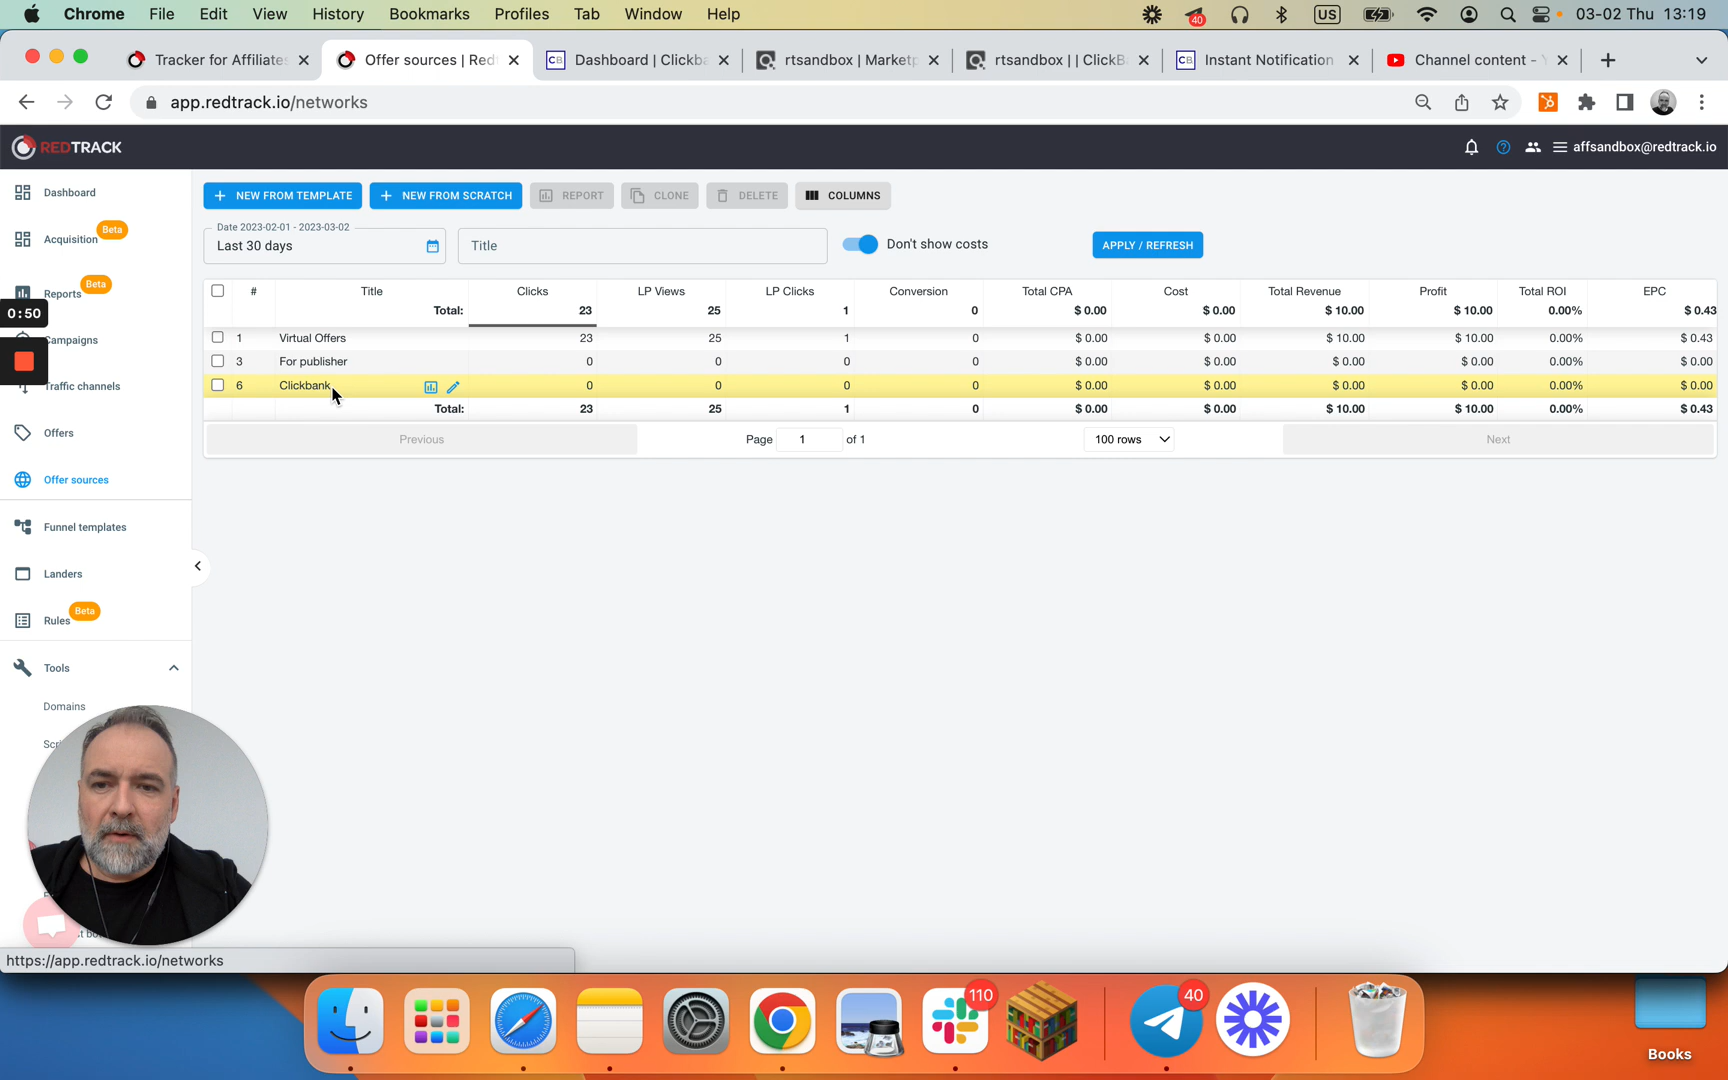 Chrome File Edit View History Bookmarks Profiles Tab Window Help
40 US 03-02 Thu 13:19
Tracker for Affiliates
Offer sources | Red
CB Dashboard | Clickba
rtsandbox | Marketp
rtsandbox | | ClickB
CB Instant Notification
Channel content - Y
app.redtrack.io/networks
REDTRACK
affsandbox@redtrack.io
Dashboard
Acquisition Beta
Reports Beta
0:50
Campaigns
Traffic channels
Offers
Offer sources
Funnel templates
Landers
Rules Beta
Tools
Domains
Scr
NEW FROM TEMPLATE NEW FROM SCRATCH REPORT CLONE DELETE COLUMNS
Date 2023-02-01 - 2023-03-02
Last 30 days Title Don't show costs APPLY / REFRESH
# Title Clicks LP Views LP Clicks Conversion Total CPA Cost Total Revenue Profit Total ROI EPC
Total: 23 25 1 0 $ 0.00 $ 0.00 $ 10.00 $ 10.00 0.00% $ 0.43
1 Virtual Offers 23 25 1 0 $ 0.00 $ 0.00 $ 10.00 $ 10.00 0.00% $ 0.43
3 For publisher 0 0 0 0 $ 0.00 $ 0.00 $ 0.00 $ 0.00 0.00% $ 0.00
6 Clickbank 0 0 0 0 $ 0.00 $ 0.00 $ 0.00 $ 0.00 0.00% $ 0.00
Total: 23 25 1 0 $ 0.00 $ 0.00 $ 10.00 $ 10.00 0.00% $ 0.43
Previous Page 1 of 1 100 rows Next
https://app.redtrack.io/networks
110
40
Books